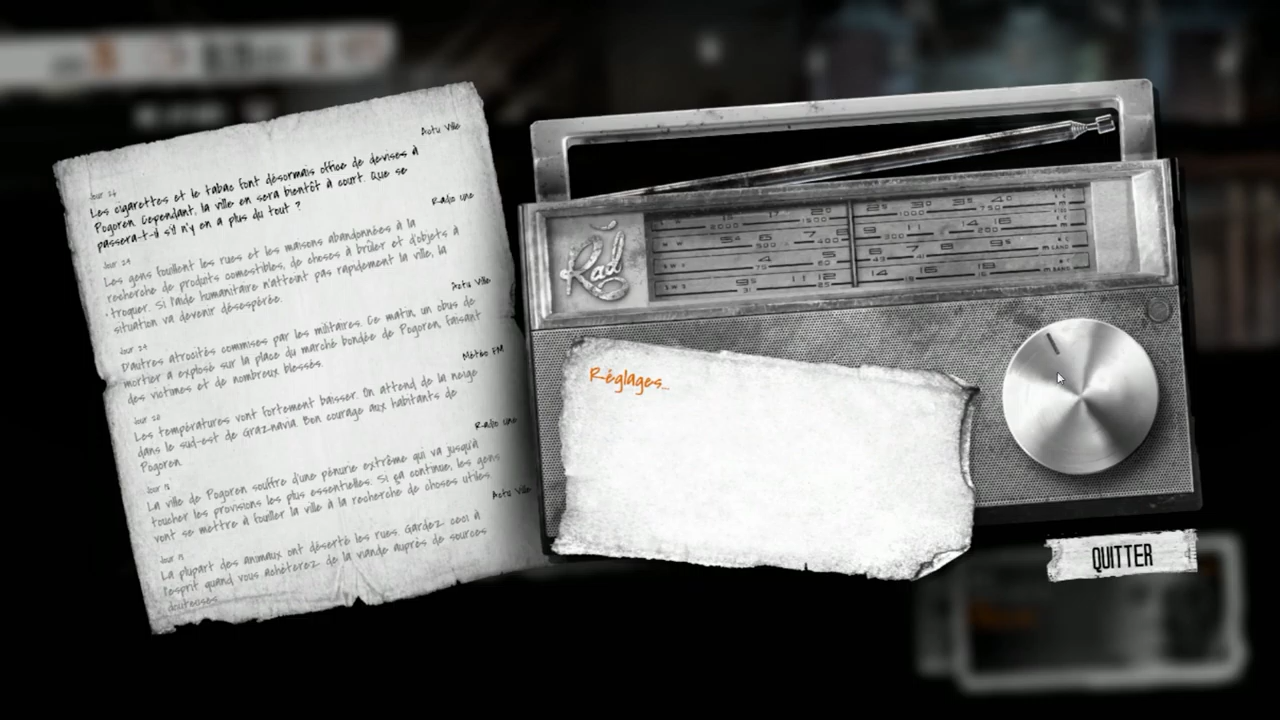 Actu Ville
Jour 24
Les cigarettes et le tabac font désormais office de devises à
Pogoren. Cependant, la ville en sera bientôt à court. Que se
passera-t-il s'il n'y en a plus du tout ?
Radio une
Jour 24
Les gens fouillent les rues et les maisons abandonnées à la
recherche de produits comestibles, de choses à brûler et d'objets à
troquer. Si l'aide humanitaire n'atteint pas rapidement la ville, la
situation va devenir désespérée.
Actu Ville
Jour 24
D'autres atrocités commises par les militaires. Ce matin un obus de
mortier a explosé sur la place du marché bondée de Pogoren, faisant
des victimes et de nombreux blessés.
Météo FM
Jour 20
Les températures vont fortement baisser. On attend de la neige
dans le sud-est de Graznavia. Bon courage aux habitants de
Pogoren.
Radio une
Jour
La ville de Pogoren souffre d'une pénurie extrême qui va jusqu'à
toucher les provisions les plus essentielles. Si ça continue, les gens
vont se mettre à fouiller la ville à la recherche de choses utiles.
Actu Ville
Jour
La plupart des animaux ont déserté les rues. Gardez ceci à
l'esprit quand vous achèterez de la viande auprès de sources
douteuses.
Rad
Réglages...
QUITTER